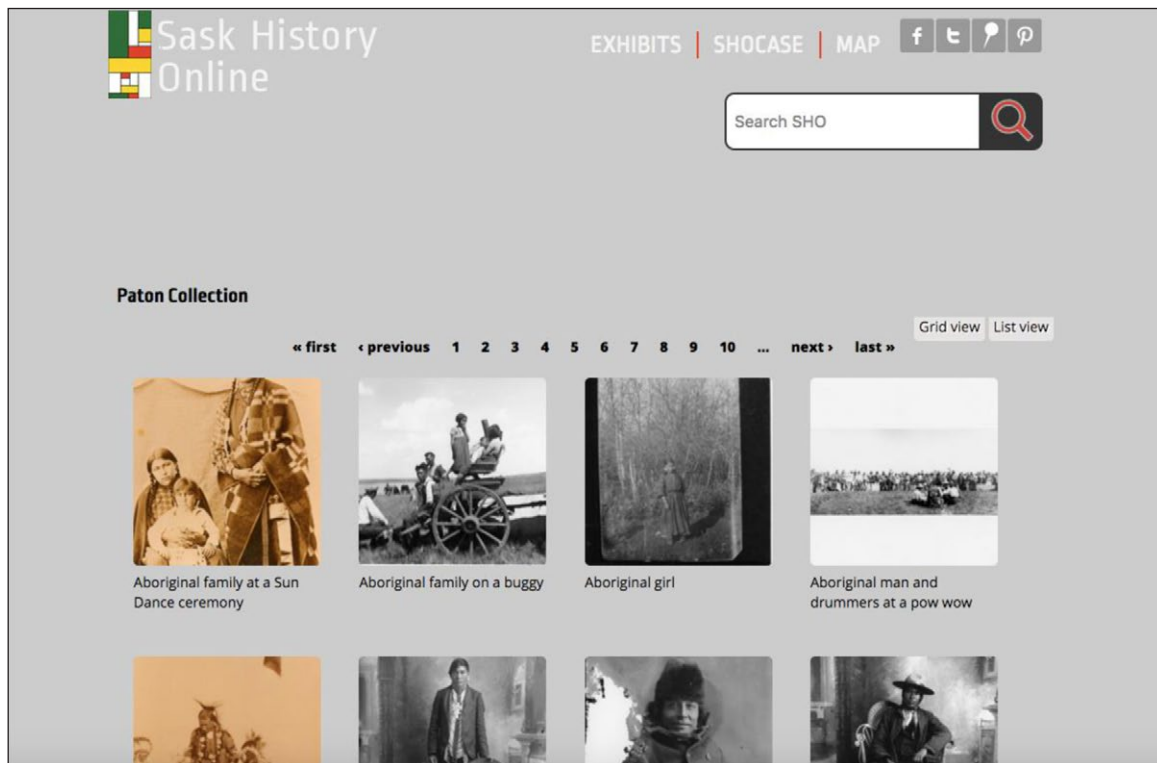 Sask History
Online
EXHIBITS | SHOCASE | MAP
Search SHO
Paton Collection
Grid view List view
« first ‹ previous 1 2 3 4 5 6 7 8 9 10 ... next › last »
Aboriginal family at a Sun
Dance ceremony
Aboriginal family on a buggy
Aboriginal girl
Aboriginal man and
drummers at a pow wow